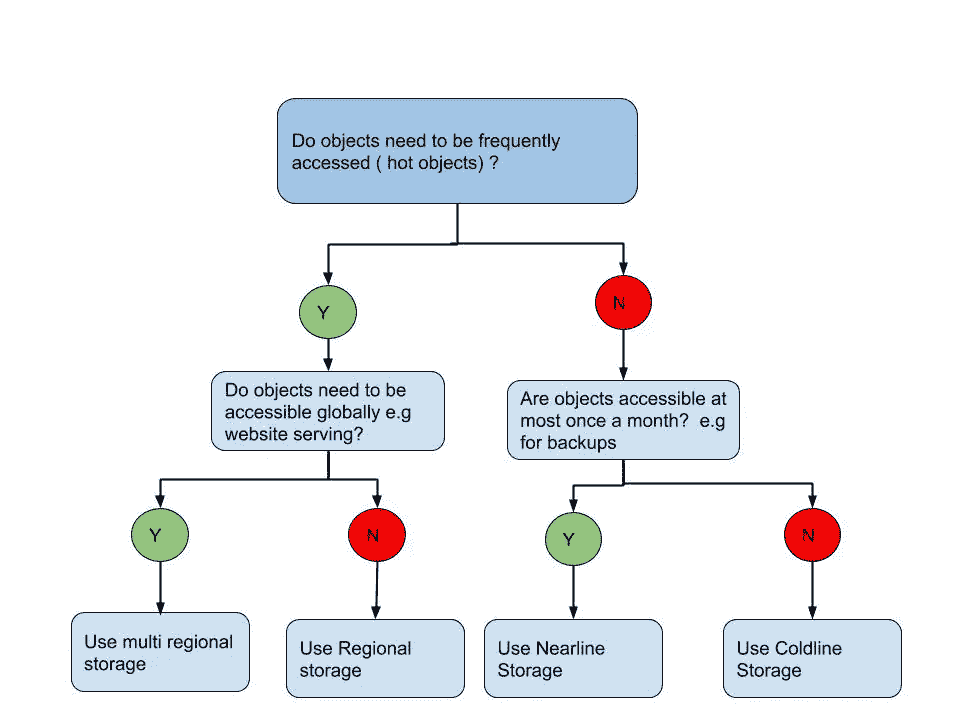 Do objects need to be frequently
accessed ( hot objects) ?
Y
N
Do objects need to be
accessible globally e.g
website serving?
Are objects accessible at
most once a month?  e.g
for backups
Y
N
Y
N
Use multi regional
storage
Use Regional
storage
Use Nearline
Storage
Use Coldline
Storage